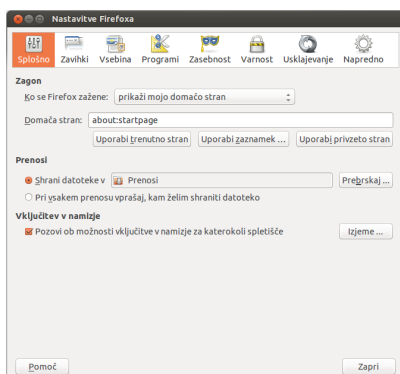 Nastavitve Firefoxa
Splošno Zavihki Vsebina Programi Zasebnost Varnost Usklajevanje Napredno
Zagon
Ko se Firefox zažene: prikaži mojo domačo stran
Domača stran: about:startpage
Uporabi trenutno stran Uporabi zaznamek ... Uporabi privzeto stran
Prenosi
Shrani datoteke v Prenosi Prebrskaj ...
Pri vsakem prenosu vprašaj, kam želim shraniti datoteko
Vključitev v namizje
Pozovi ob možnosti vključitve v namizje za katerokoli spletišče Izjeme ...
Pomoč Zapri